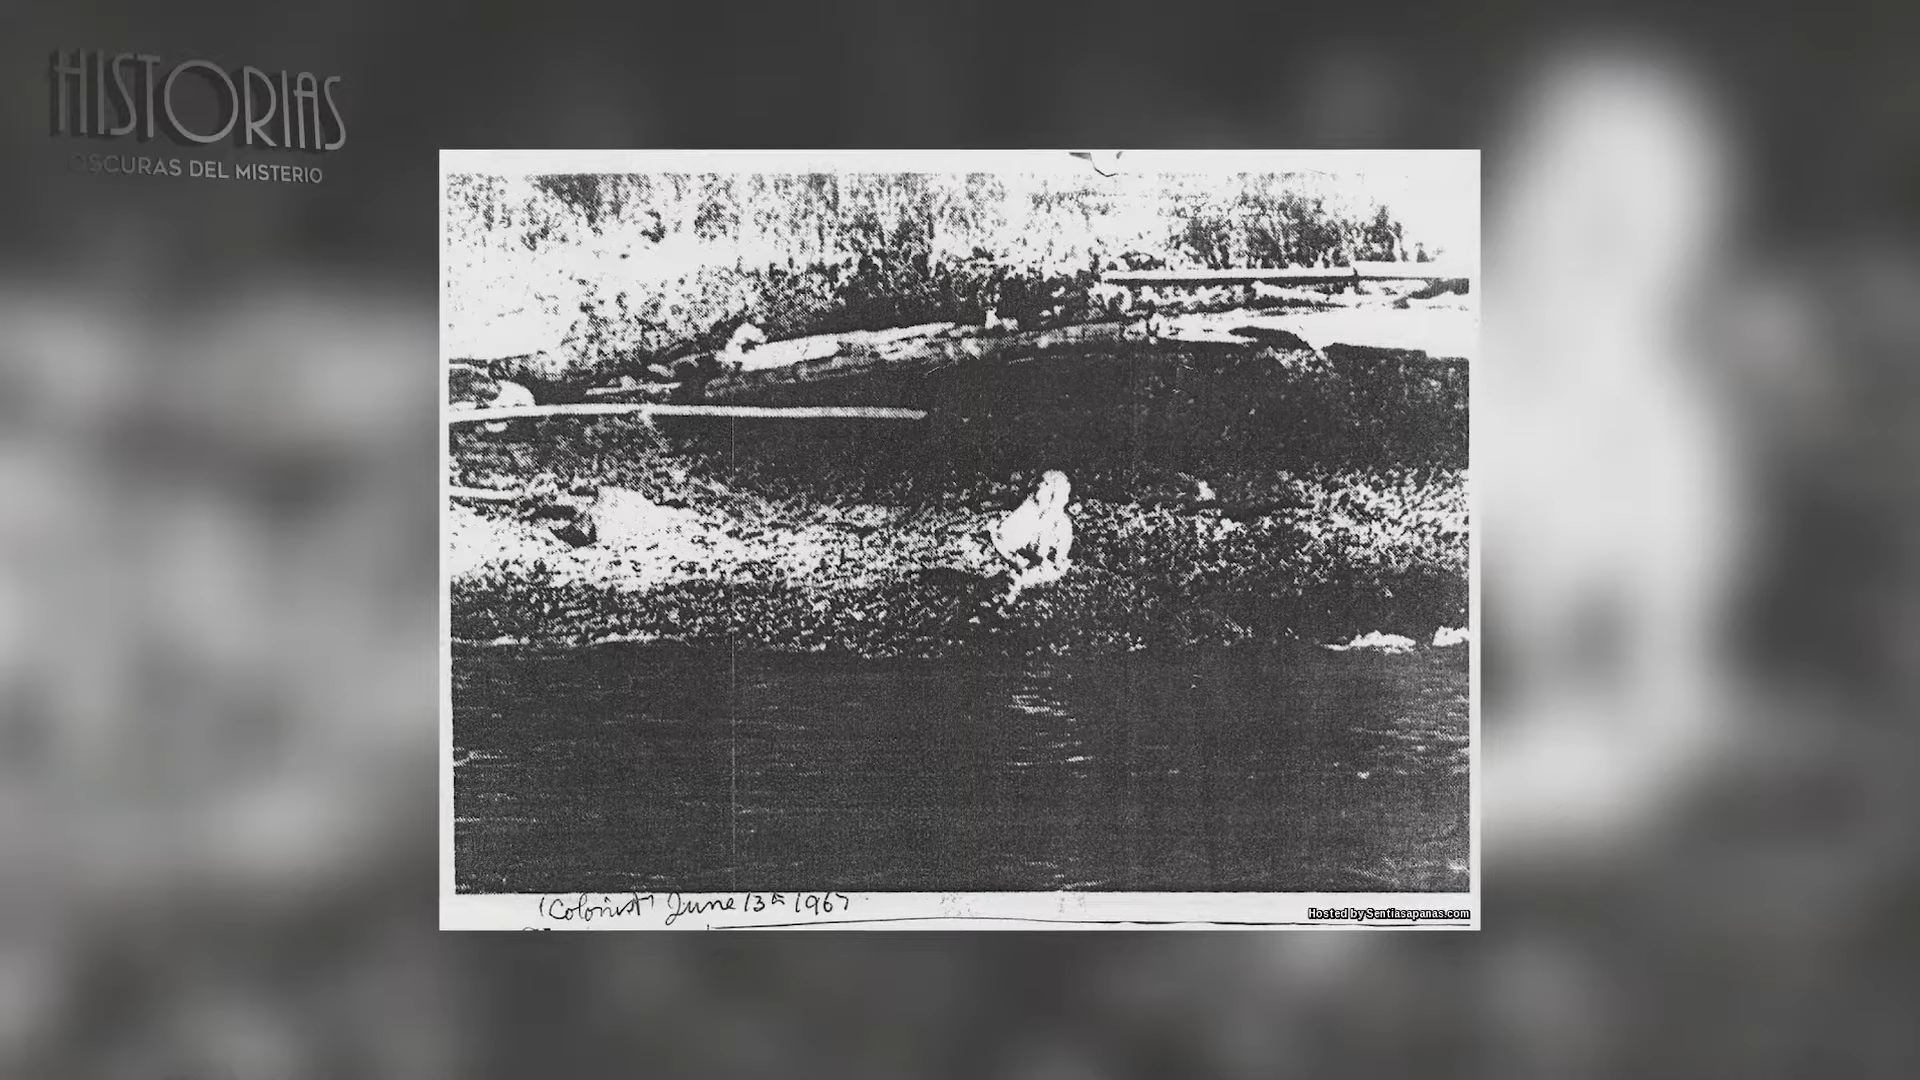 HISTORIAS
OSCURAS DEL MISTERIO
'Colonist' June 13th 1967
Hosted by Sentiasapanas.com